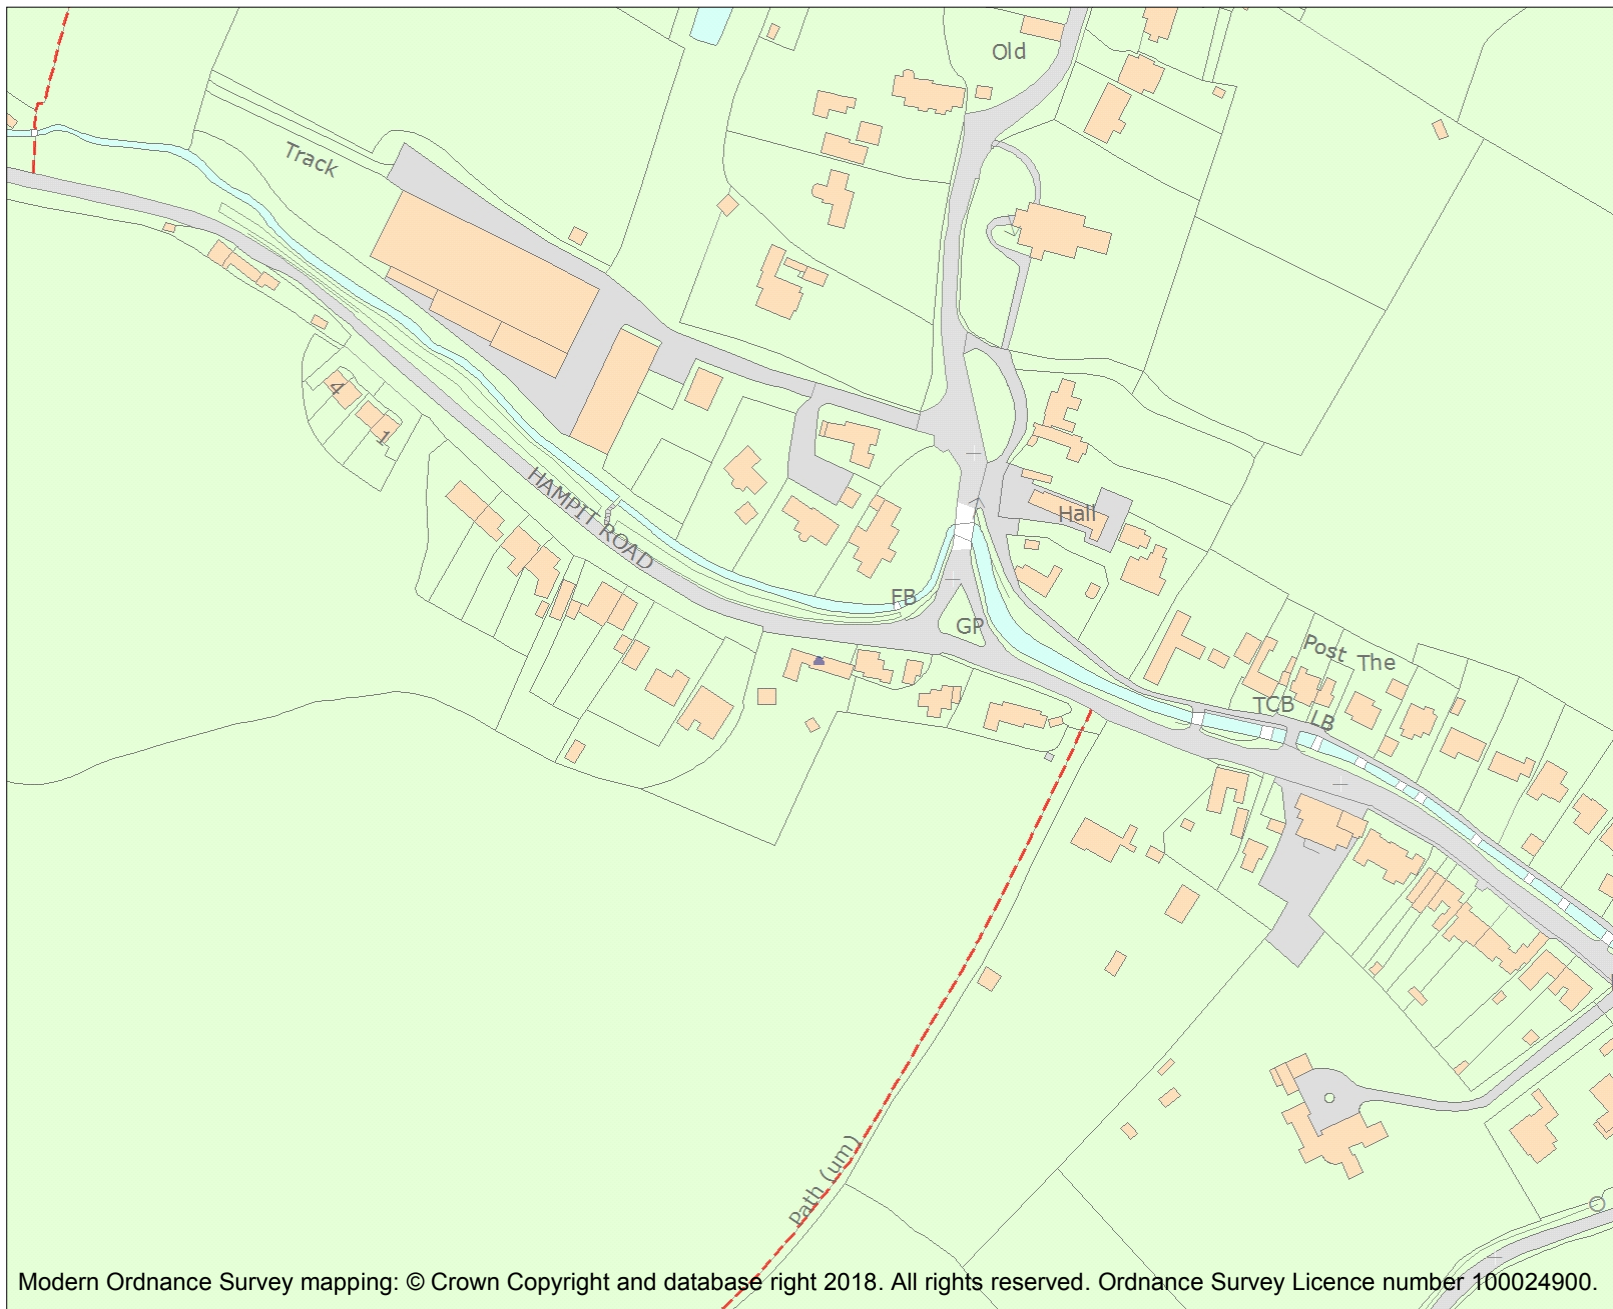 Old
Track
4
1
HAMPIT ROAD
Hall
FB
GP
Post The
TCB
LB
Path (um)
Modern Ordnance Survey mapping: © Crown Copyright and database right 2018. All rights reserved. Ordnance Survey Licence number 100024900.